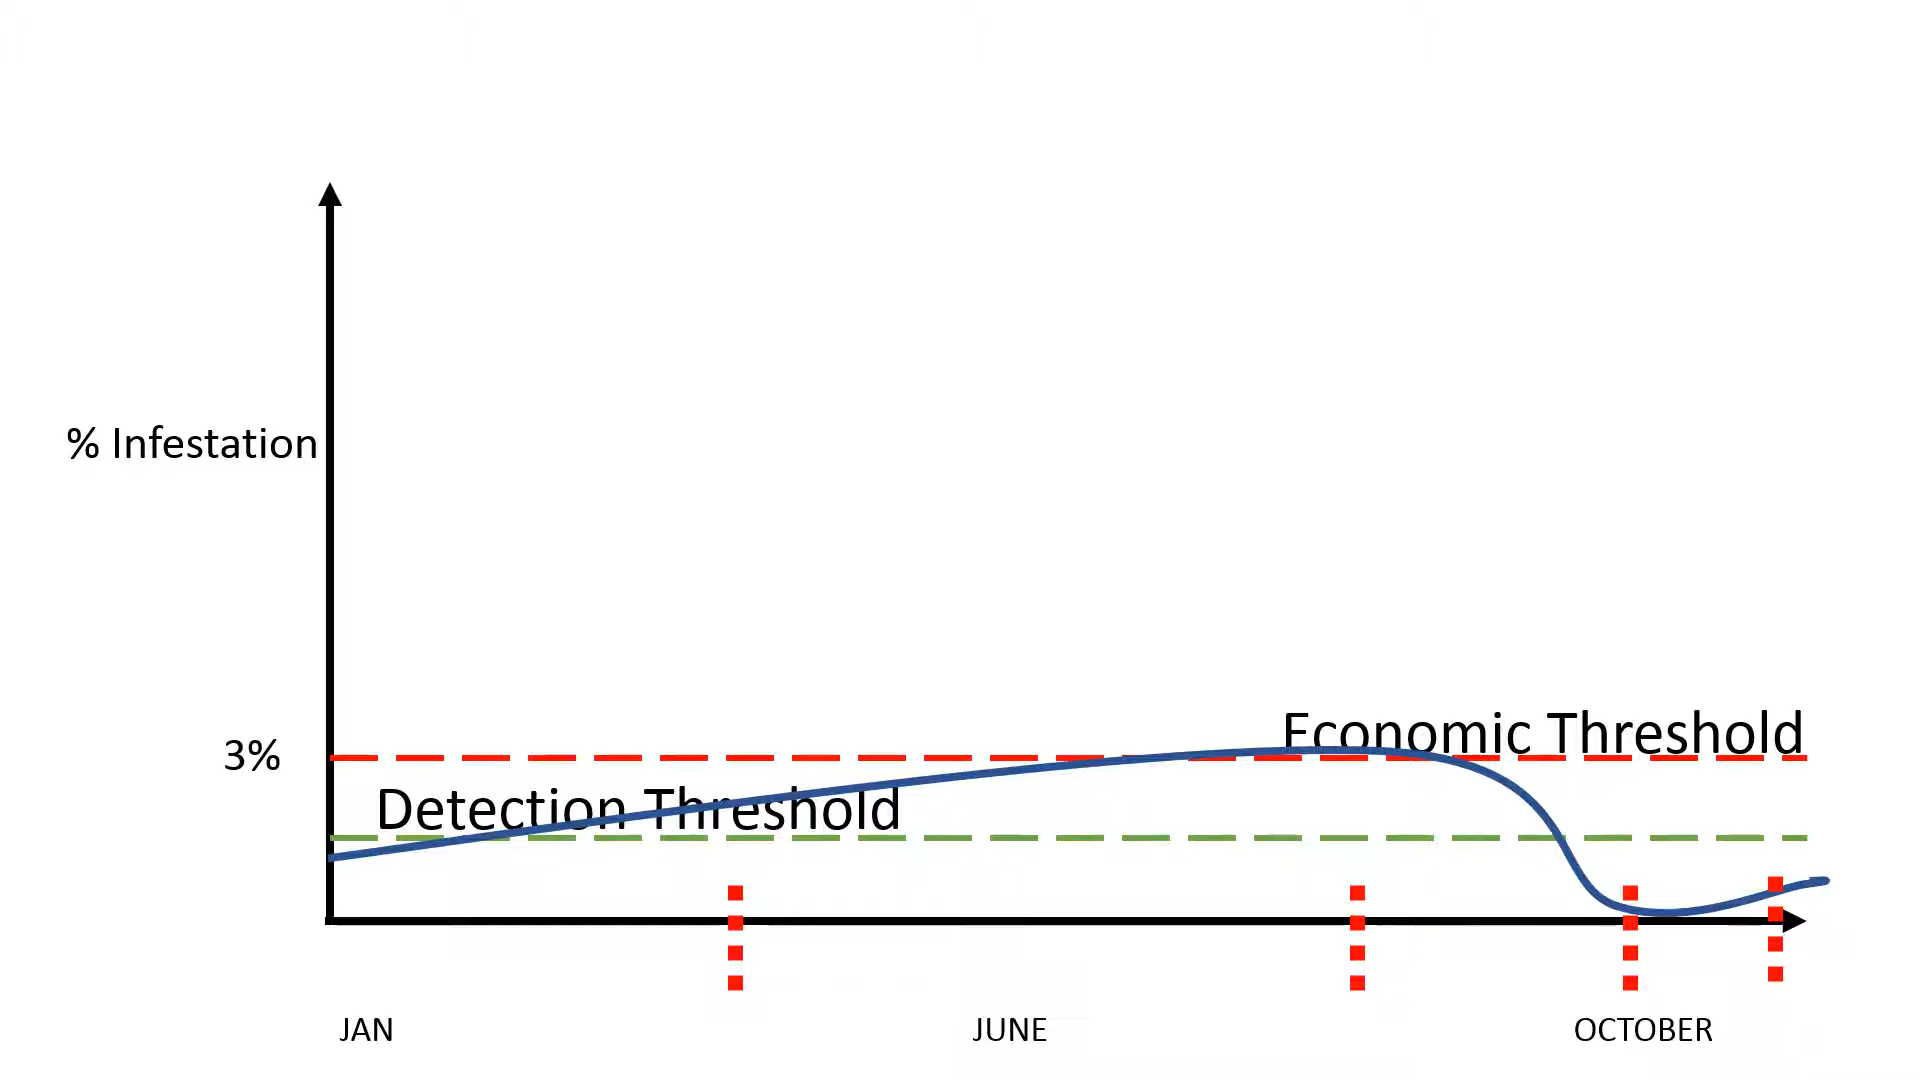 % Infestation
Economic Threshold
3%
Detection Threshold
JAN
JUNE
OCTOBER